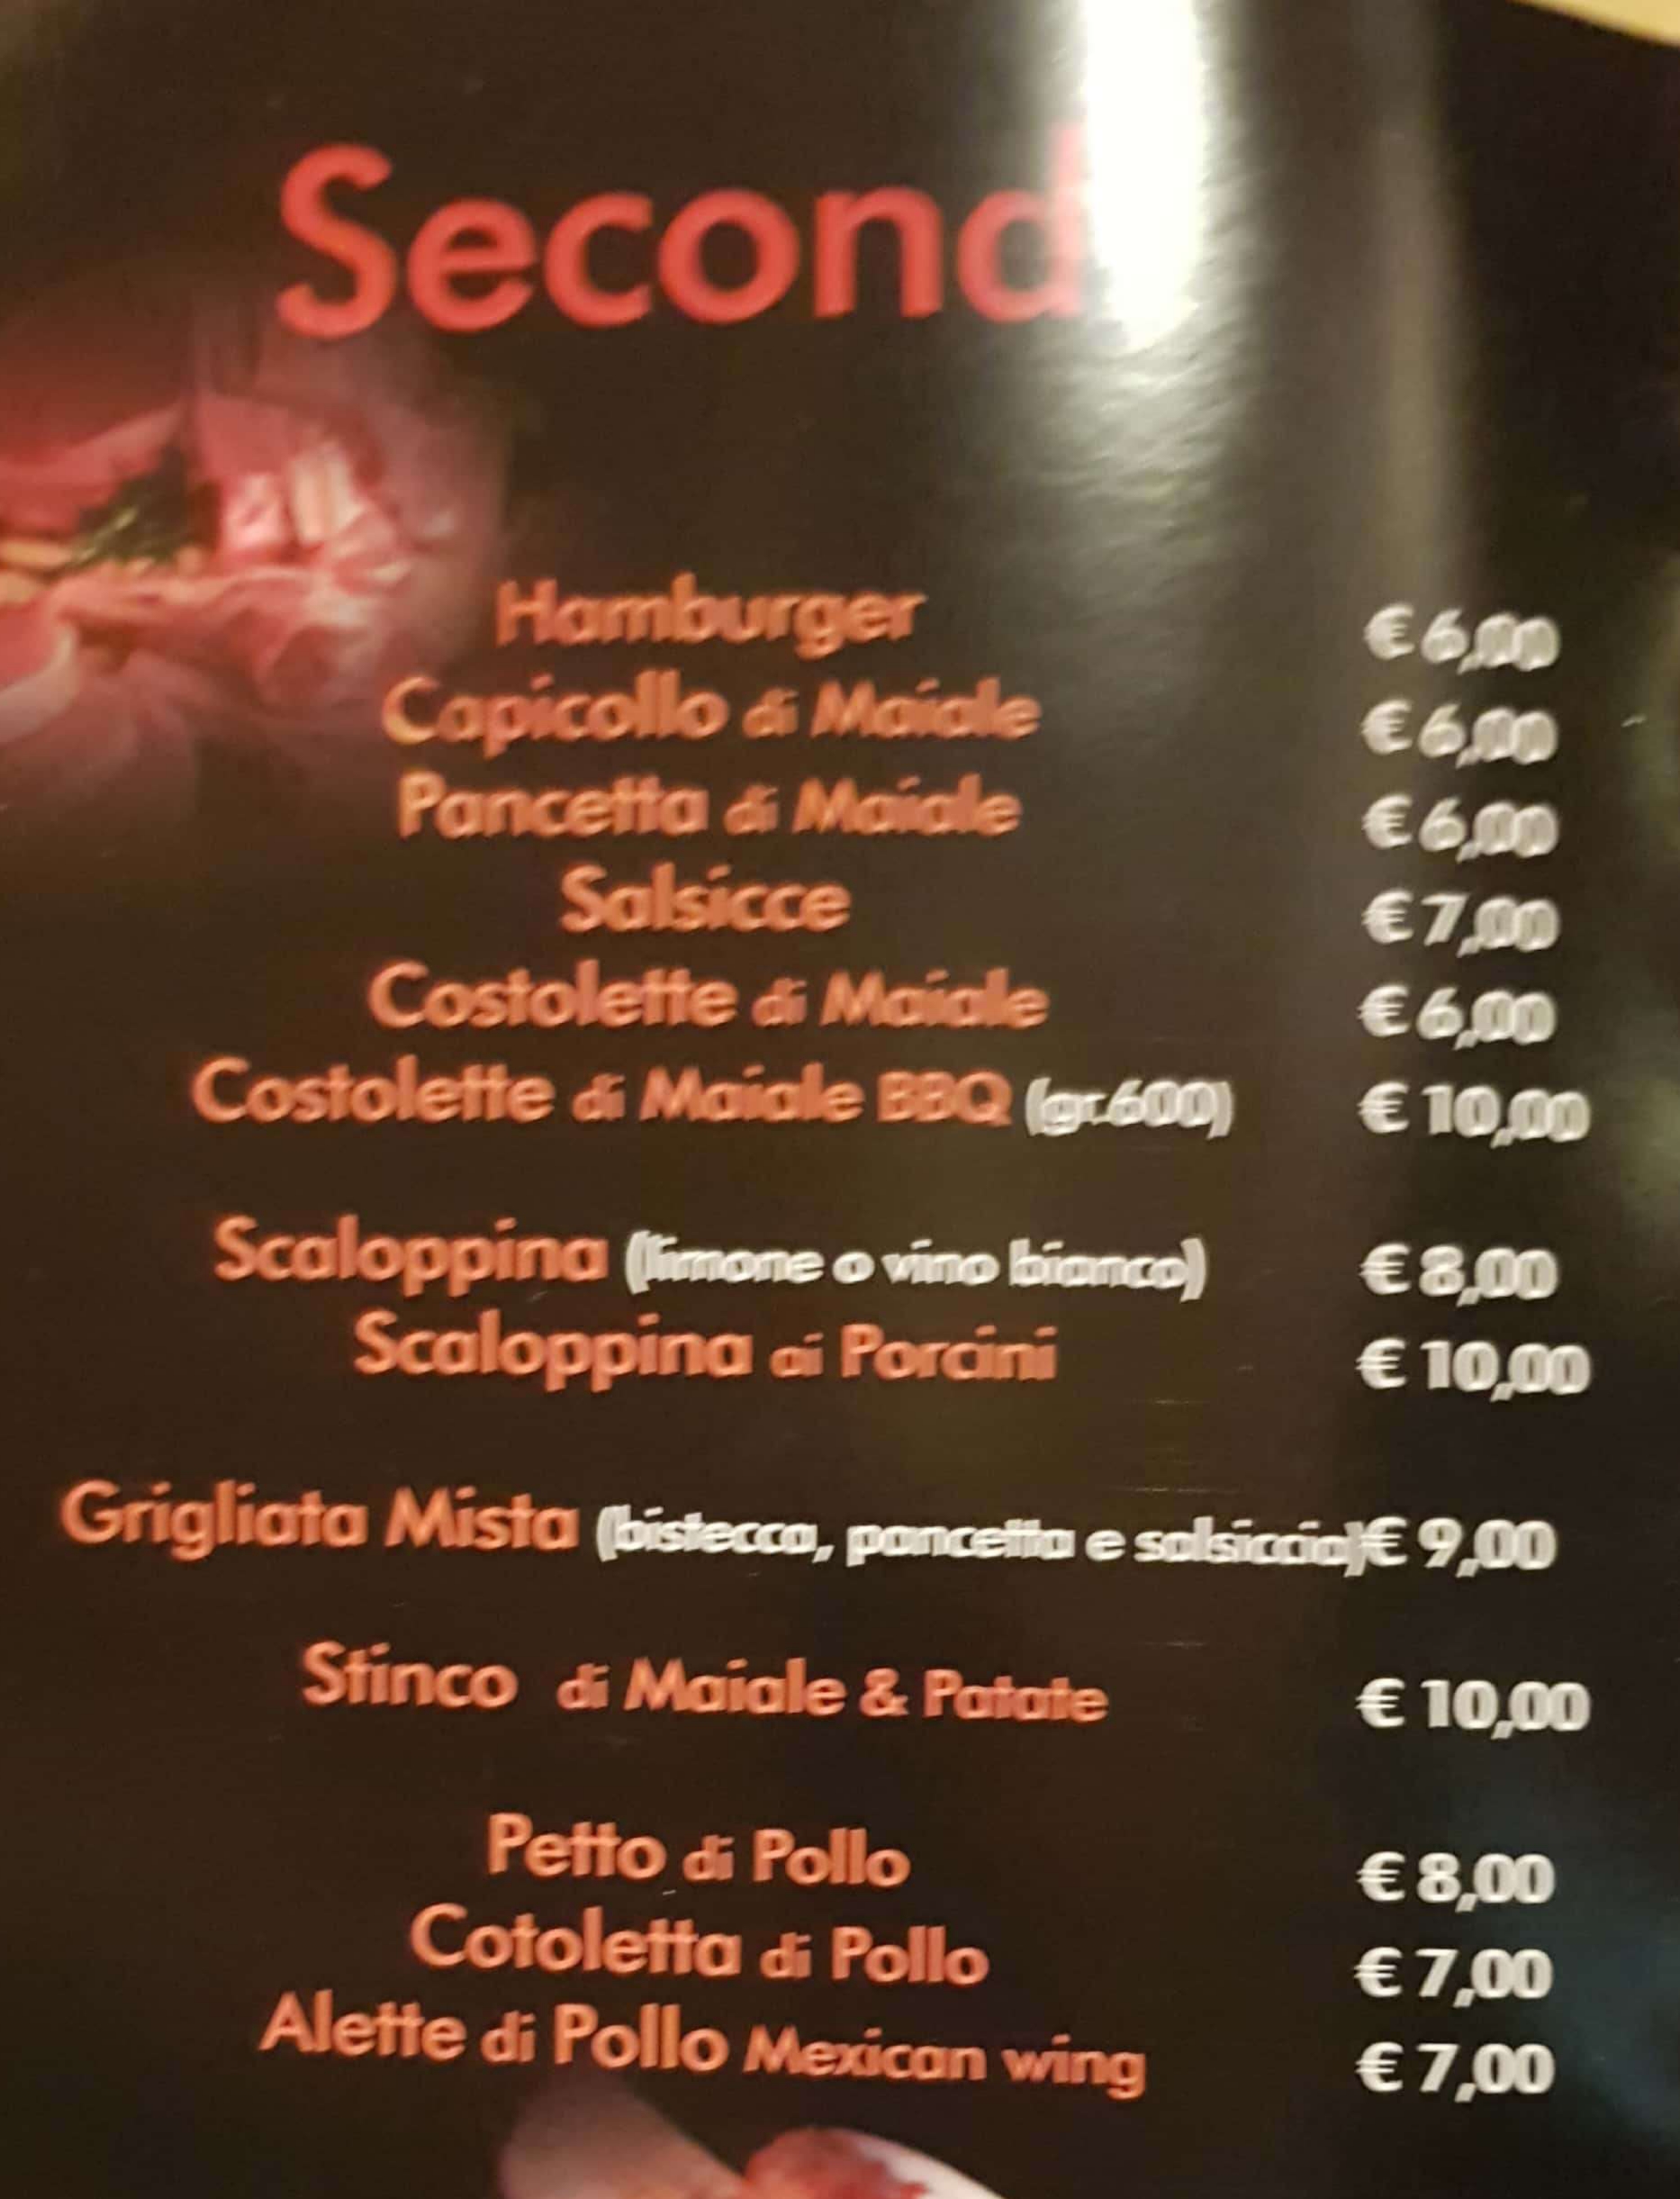 Second
Hamburger € 6,00
Capicollo di Maiale € 6,00
Pancetta di Maiale € 6,00
Salsicce € 7,00
Costolette di Maiale € 6,00
Costolette di Maiale BBQ (gr.600) € 10,00
Scaloppina (limone o vino bianco) € 8,00
Scaloppina ai Porcini € 10,00
Grigliata Mista (bistecca, pancetta e salsiccia) € 9,00
Stinco di Maiale & Patate € 10,00
Petto di Pollo € 8,00
Cotoletta di Pollo € 7,00
Alette di Pollo Mexican wing € 7,00